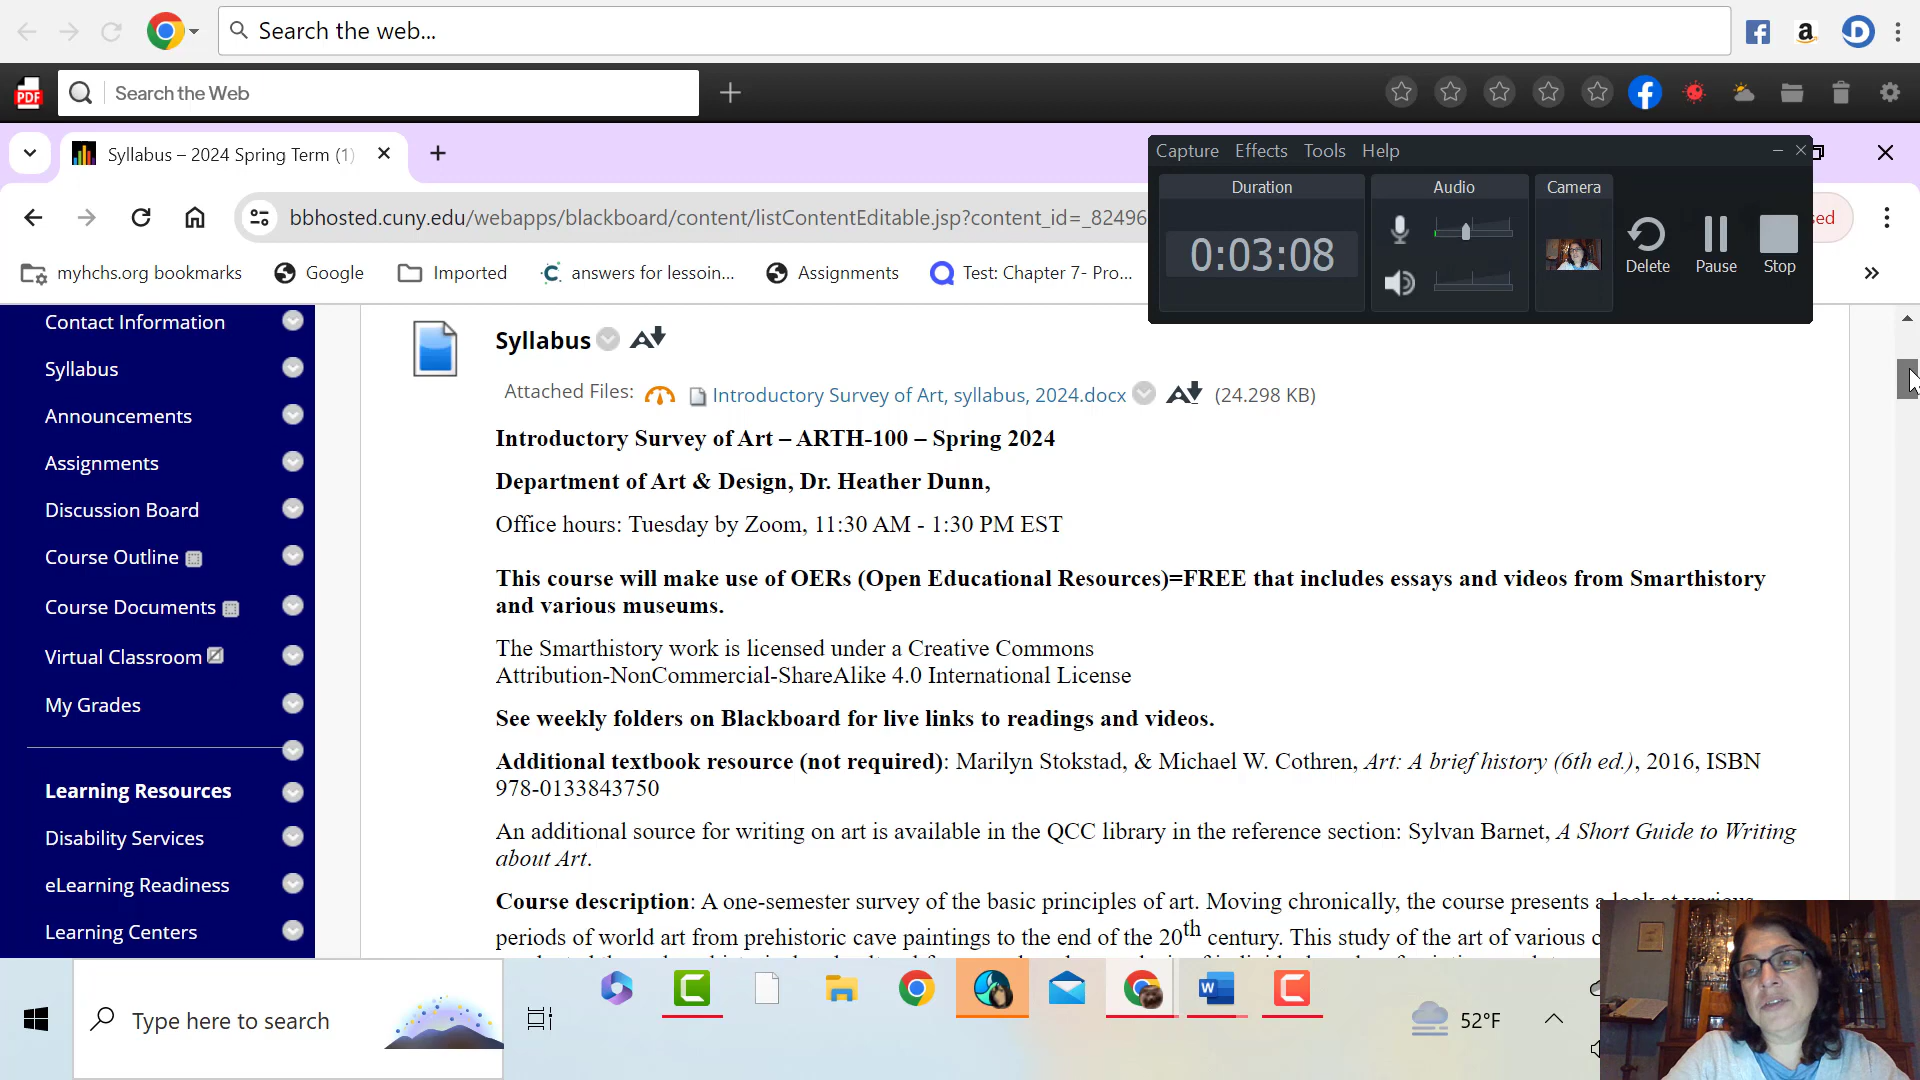 Search the web...
PDF
Search the Web
Syllabus – 2024 Spring Term (1)
Capture Effects Tools Help
Duration
Audio
Camera
0:03:08
Delete
Pause
Stop
bbhosted.cuny.edu/webapps/blackboard/content/listContentEditable.jsp?content_id=_82496
myhchs.org bookmarks
Google
Imported
answers for lessoin...
Assignments
Test: Chapter 7- Pro...
Contact Information
Syllabus
Announcements
Assignments
Discussion Board
Course Outline
Course Documents
Virtual Classroom
My Grades
Learning Resources
Disability Services
eLearning Readiness
Learning Centers
Syllabus
Attached Files: Introductory Survey of Art, syllabus, 2024.docx (24.298 KB)
Introductory Survey of Art – ARTH-100 – Spring 2024
Department of Art & Design, Dr. Heather Dunn,
Office hours: Tuesday by Zoom, 11:30 AM - 1:30 PM EST
This course will make use of OERs (Open Educational Resources)=FREE that includes essays and videos from Smarthistory
and various museums.
The Smarthistory work is licensed under a Creative Commons
Attribution-NonCommercial-ShareAlike 4.0 International License
See weekly folders on Blackboard for live links to readings and videos.
Additional textbook resource (not required): Marilyn Stokstad, & Michael W. Cothren, Art: A brief history (6th ed.), 2016, ISBN
978-0133843750
An additional source for writing on art is available in the QCC library in the reference section: Sylvan Barnet, A Short Guide to Writing
about Art.
Course description: A one-semester survey of the basic principles of art. Moving chronically, the course presents a look at various
periods of world art from prehistoric cave paintings to the end of the 20th century. This study of the art of various
Type here to search
52°F